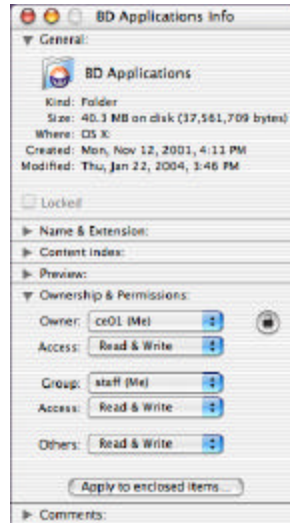 BD Applications Info
General:
BD Applications
Kind: Folder
Size: 40.3 MB on disk (37,561,709 bytes)
Where: OS X:
Created: Mon, Nov 12, 2001, 4:11 PM
Modified: Thu, Jan 22, 2004, 1:46 PM
Locked
Name & Extension:
Content Index:
Preview:
Ownership & Permissions:
Owner: ce01 (Me)
Access: Read & Write
Group: staff (Me)
Access: Read & Write
Others: Read & Write
Apply to enclosed items...
Comments: